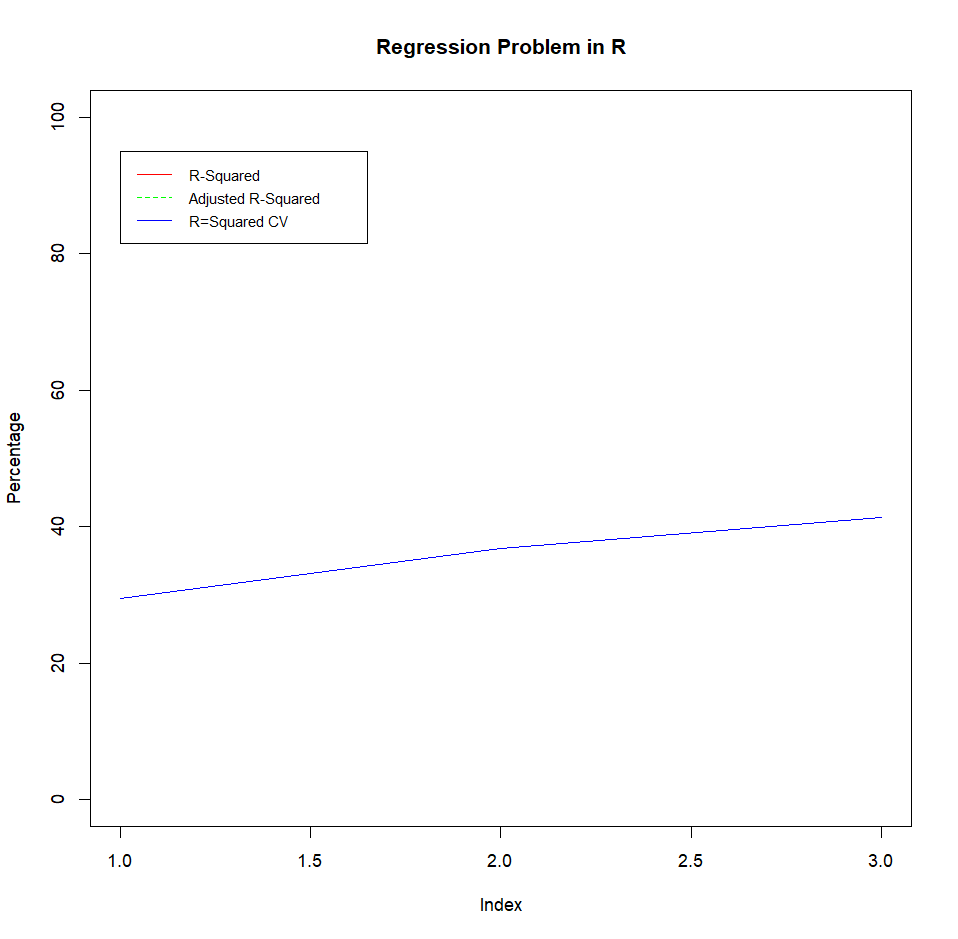 Regression Problem in R
100
80
60
40
20
0
Percentage
R-Squared
Adjusted R-Squared
R=Squared CV
1.0 1.5 2.0 2.5 3.0
Index